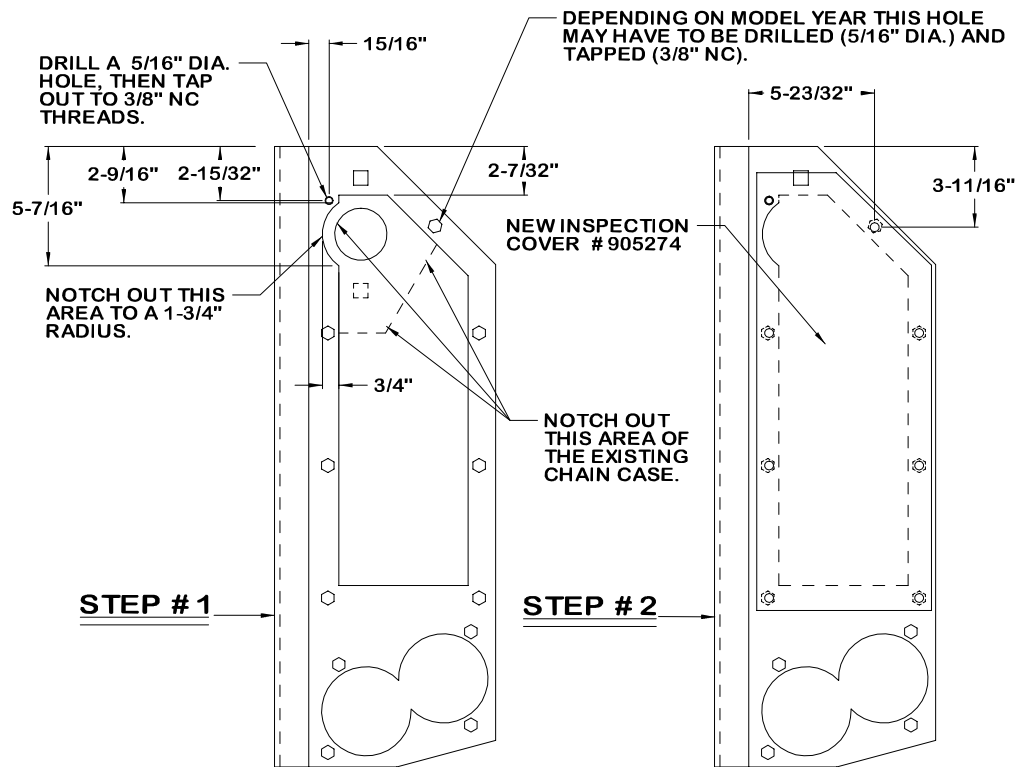 DEPENDING ON MODEL YEAR THIS HOLE
MAY HAVE TO BE DRILLED (5/16" DIA.) AND
TAPPED (3/8" NC).
15/16"
DRILL A 5/16" DIA.
HOLE, THEN TAP
OUT TO 3/8" NC
THREADS.
5-23/32"
2-9/16"
2-15/32"
2-7/32"
3-11/16"
5-7/16"
NEW INSPECTION
COVER # 905274
NOTCH OUT THIS
AREA TO A 1-3/4"
RADIUS.
3/4"
NOTCH OUT
THIS AREA OF
THE EXISTING
CHAIN CASE.
STEP # 1
STEP # 2